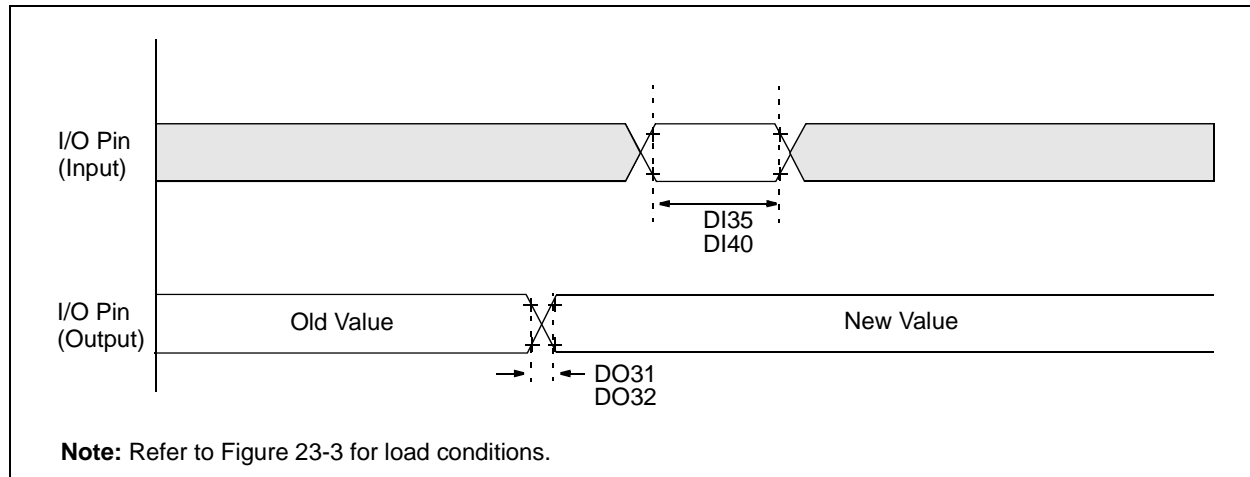 I/O Pin
(Input)
DI35
DI40
I/O Pin
(Output)
Old Value
New Value
DO31
DO32
Note: Refer to Figure 23-3 for load conditions.